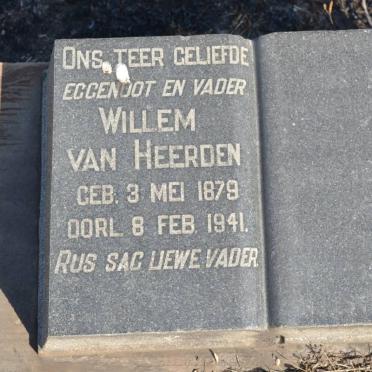 ONS TEER GELIEFDE
EGGENOOT EN VADER
WILLEM
VAN HEERDEN
GEB. 3 MEI 1879
OORL. 8 FEB. 1941.
RUS SAG LIEWE VADER.